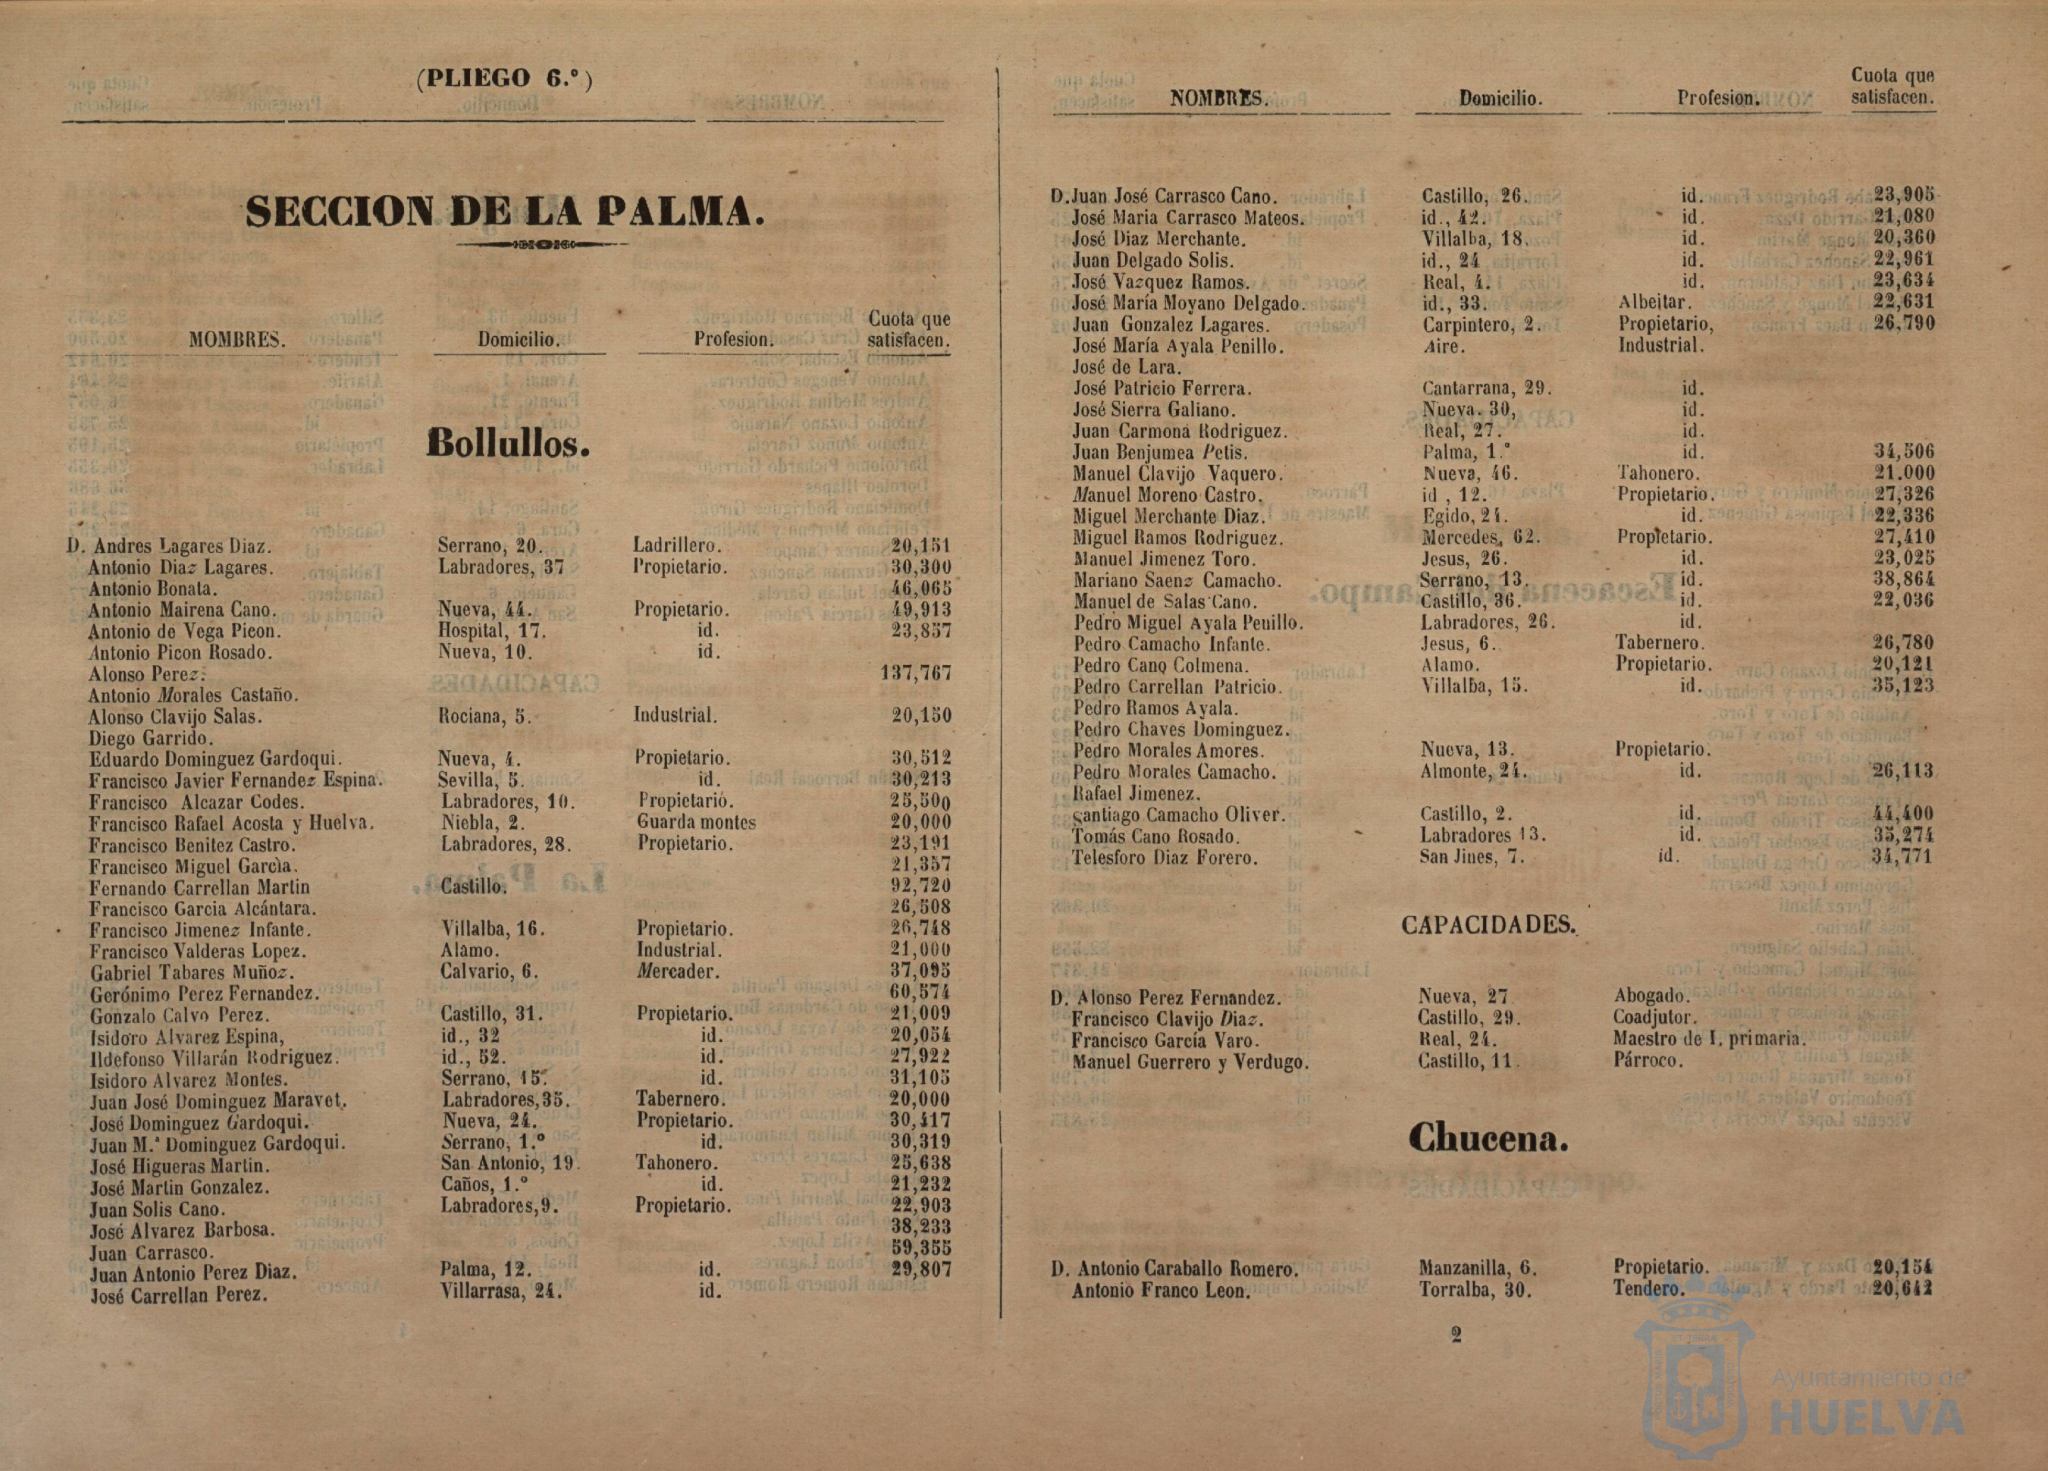 (PLIEGO 6.º)
SECCION DE LA PALMA.
MOMBRES. Domicilio. Profesion. Cuota que satisfacen.
Bollullos.
D. Andres Lagares Diaz. Serrano, 20. Ladrillero. 20,151
Antonio Diaz Lagares. Labradores, 37 Propietario. 30,300
Antonio Bonata. 46,065
Antonio Mairena Cano. Nueva, 44. Propietario. 49,913
Antonio de Vega Picon. Hospital, 17. id. 23,857
Antonio Picon Rosado. Nueva, 10. id.
Alonso Perez. 137,767
Antonio Morales Castaño.
Alonso Clavijo Salas. Rociana, 5. Industrial. 20,150
Diego Garrido.
Eduardo Dominguez Gardoqui. Nueva, 4. Propietario. 30,512
Francisco Javier Fernandez Espina. Sevilla, 5. id. 30,213
Francisco Alcazar Codes. Labradores, 10. Propietario. 25,500
Francisco Rafael Acosta y Huelva. Niebla, 2. Guarda montes 20,000
Francisco Benitez Castro. Labradores, 28. Propietario. 23,191
Francisco Miguel Garcìa. 21,357
Fernando Carrellan Martin Castillo. 92,720
Francisco Garcia Alcántara. 26,508
Francisco Jimenez Infante. Villalba, 16. Propietario. 26,748
Francisco Valderas Lopez. Alamo. Industrial. 21,000
Gabriel Tabares Muñoz. Calvario, 6. Mercader. 37,095
Gerónimo Perez Fernandez. 60,574
Gonzalo Calvo Perez. Castillo, 31. Propietario. 21,009
Isidoro Alvarez Espina, id., 32 id. 20,054
Ildefonso Villarán Rodriguez. id., 52. id. 27,922
Isidoro Alvarez Montes. Serrano, 15. id. 31,105
Juan José Dominguez Maravet. Labradores, 35. Tabernero. 20,000
José Dominguez Gardoqui. Nueva, 24. Propietario. 30,417
Juan M.ª Dominguez Gardoqui. Serrano, 1.º id. 30,319
José Higueras Martin. San Antonio, 19. Tahonero. 25,638
José Martin Gonzalez. Caños, 1.º id. 21,232
Juan Solis Cano. Labradores, 9. Propietario. 22,903
José Alvarez Barbosa. 38,233
Juan Carrasco. 59,355
Juan Antonio Perez Diaz. Palma, 12. id. 29,807
José Carrellan Perez. Villarrasa, 24. id.
NOMBRES. Domicilio. Profesion. Cuota que satisfacen.
D. Juan José Carrasco Cano. Castillo, 26. id. 23,905
José Maria Carrasco Mateos. id., 42. id. 21,080
José Diaz Merchante. Villalba, 18. id. 20,360
Juan Delgado Solis. id., 24 id. 22,961
José Vazquez Ramos. Real, 4. id. 23,634
José María Moyano Delgado. id., 33. Albeitar. 22,631
Juan Gonzalez Lagares. Carpintero, 2. Propietario, 26,790
José María Ayala Penillo. Aire. Industrial.
José de Lara.
José Patricio Ferrera. Cantarrana, 29. id.
José Sierra Galiano. Nueva. 30, id.
Juan Carmona Rodriguez. Real, 27. id.
Juan Benjumea Petis. Palma, 1.º id. 34,506
Manuel Clavijo Vaquero. Nueva, 46. Tahonero. 21.000
Manuel Moreno Castro. id , 12. Propietario. 27,326
Miguel Merchante Diaz. Egido, 24. id. 22,336
Miguel Ramos Rodriguez. Mercedes, 62. Propietario. 27,410
Manuel Jimenez Toro. Jesus, 26. id. 23,025
Mariano Saenz Camacho. Serrano, 13. id. 38,864
Manuel de Salas Cano. Castillo, 36. id. 22,036
Pedro Miguel Ayala Penillo. Labradores, 26. id.
Pedro Camacho Infante. Jesus, 6. Tabernero. 26,780
Pedro Cano Colmena. Alamo. Propietario. 20,121
Pedro Carrellan Patricio. Villalba, 15. id. 35,123
Pedro Ramos Ayala.
Pedro Chaves Dominguez.
Pedro Morales Amores. Nueva, 13. Propietario.
Pedro Morales Camacho. Almonte, 24. id. 26,113
Rafael Jimenez.
Santiago Camacho Oliver. Castillo, 2. id. 44,400
Tomás Cano Rosado. Labradores 13. id. 35,274
Telesforo Diaz Forero. San Jines, 7. id. 34,771
CAPACIDADES.
D. Alonso Perez Fernandez. Nueva, 27 Abogado.
Francisco Clavijo Diaz. Castillo, 29. Coadjutor.
Francisco García Varo. Real, 24. Maestro de I. primaria.
Manuel Guerrero y Verdugo. Castillo, 11. Párroco.
Chucena.
D. Antonio Caraballo Romero. Manzanilla, 6. Propietario. 20,154
Antonio Franco Leon. Torralba, 30. Tendero. 20,642
2
Ayuntamiento de
HUELVA